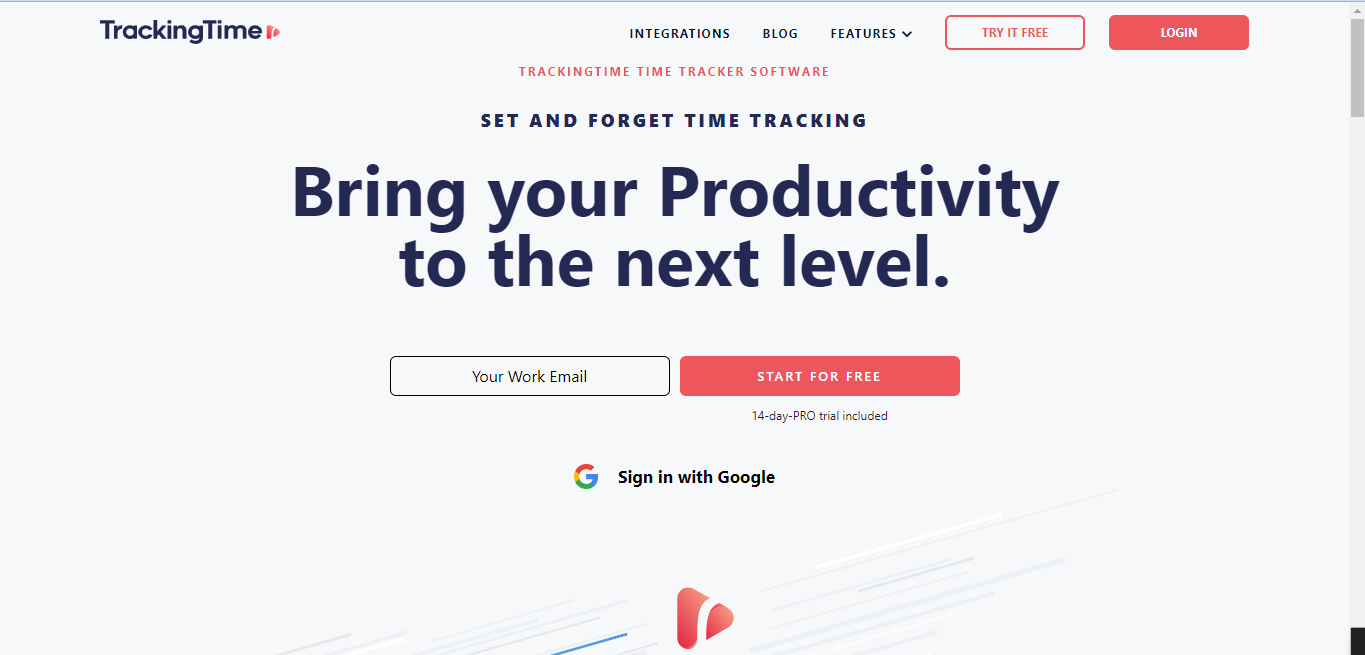 TrackingTime
INTEGRATIONS BLOG FEATURES TRY IT FREE LOGIN
TRACKINGTIME TIME TRACKER SOFTWARE
SET AND FORGET TIME TRACKING
Bring your Productivity
to the next level.
Your Work Email START FOR FREE
14-day-PRO trial included
Sign in with Google